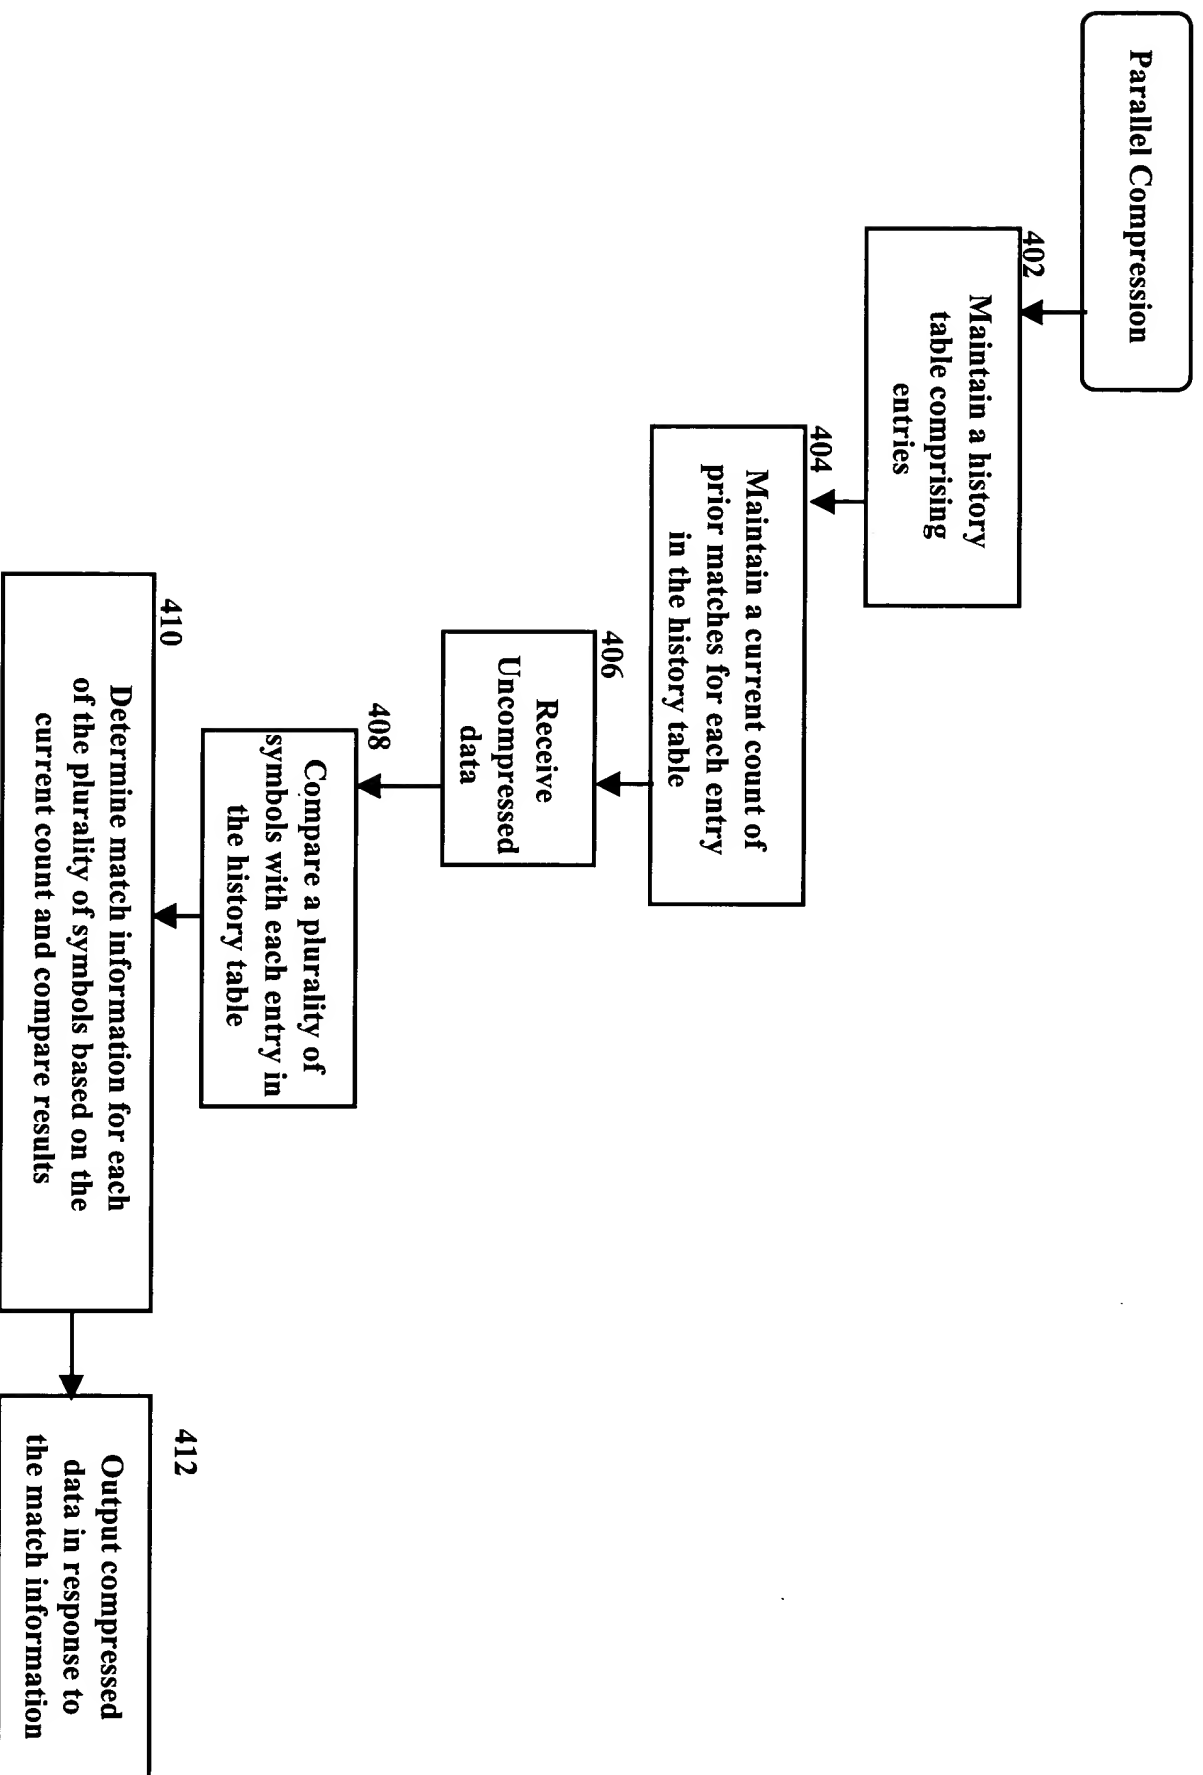 Parallel Compression
402
Maintain a history
table comprising
entries
404
Maintain a current count of
prior matches for each entry
in the history table
406
Receive
Uncompressed
data
408
Compare a plurality of
symbols with each entry in
the history table
410
Determine match information for each
of the plurality of symbols based on the
current count and compare results
412
Output compressed
data in response to
the match information